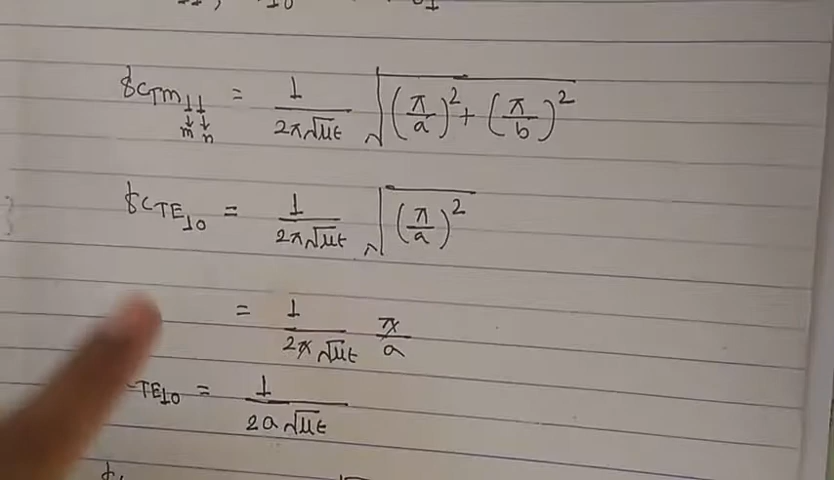 fcTM₁₁ = 1/(2π√με) √((π/a)² + (π/b)²)
↓ ↓
m n
fcTE₁₀ = 1/(2π√με) √((π/a)²)
= 1/(2π√με) π/a
TE₁₀ = 1/(2a√με)